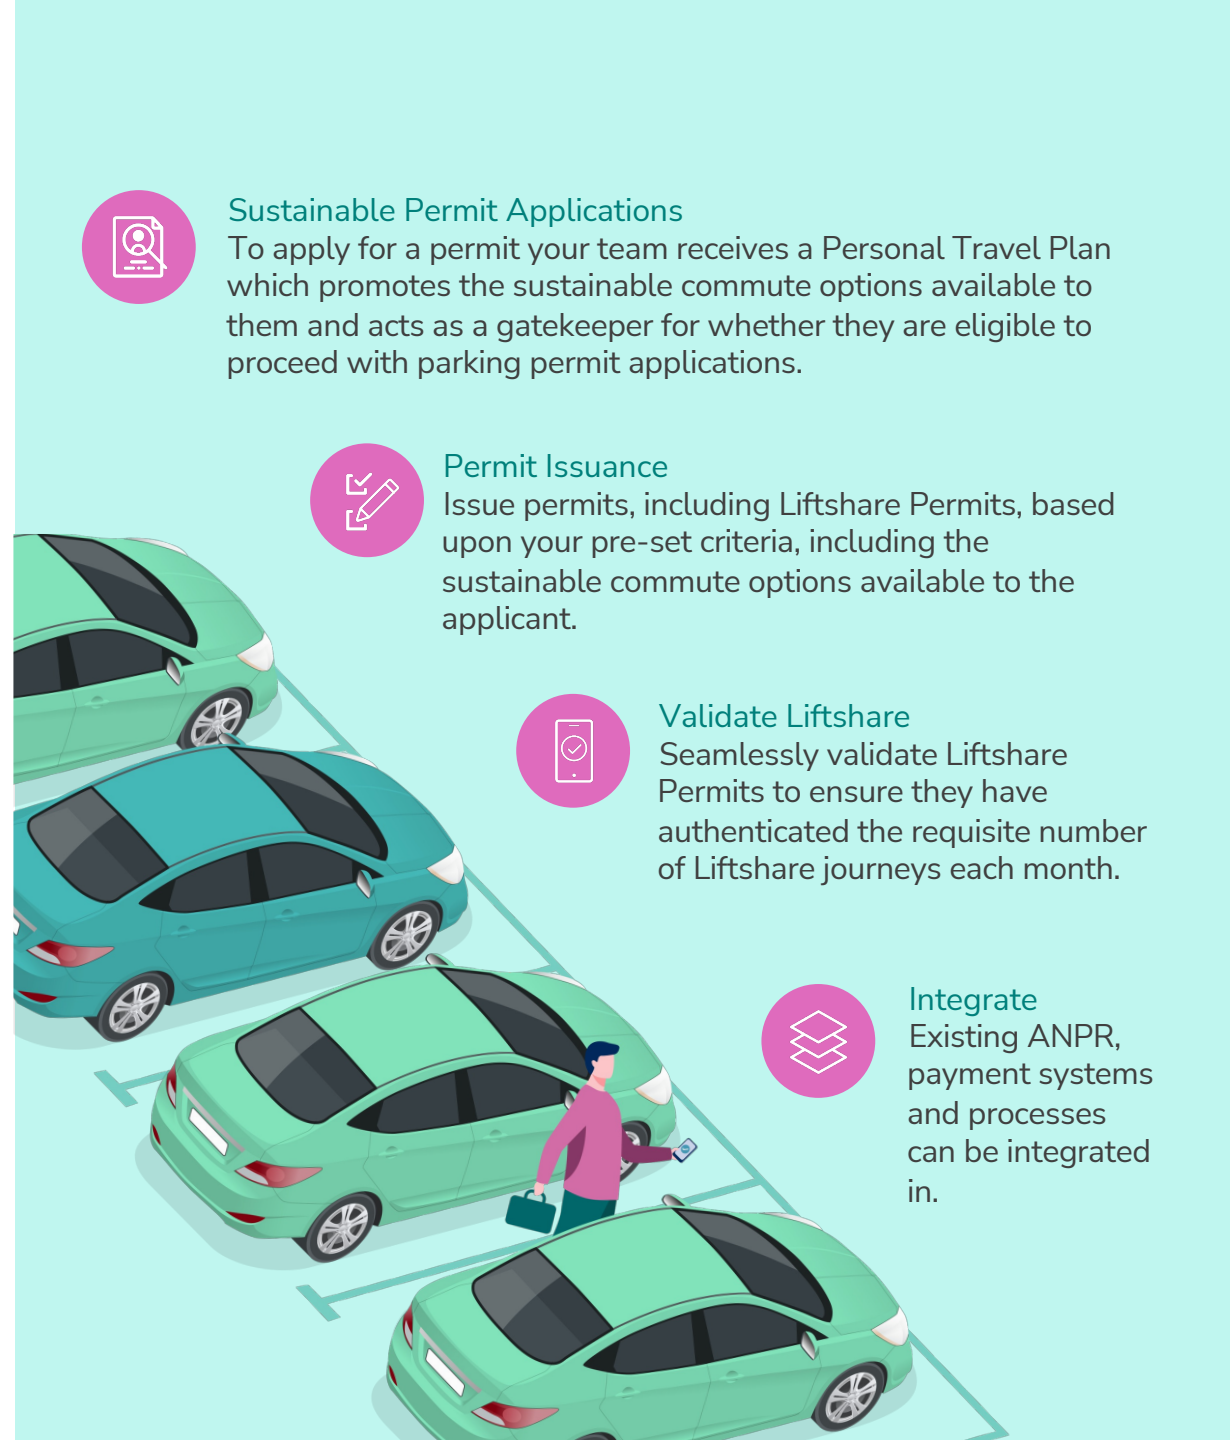 Sustainable Permit Applications
To apply for a permit your team receives a Personal Travel Plan
which promotes the sustainable commute options available to
them and acts as a gatekeeper for whether they are eligible to
proceed with parking permit applications.
Permit Issuance
Issue permits, including Liftshare Permits, based
upon your pre-set criteria, including the
sustainable commute options available to the
applicant.
Validate Liftshare
Seamlessly validate Liftshare
Permits to ensure they have
authenticated the requisite number
of Liftshare journeys each month.
Integrate
Existing ANPR,
payment systems
and processes
can be integrated
in.